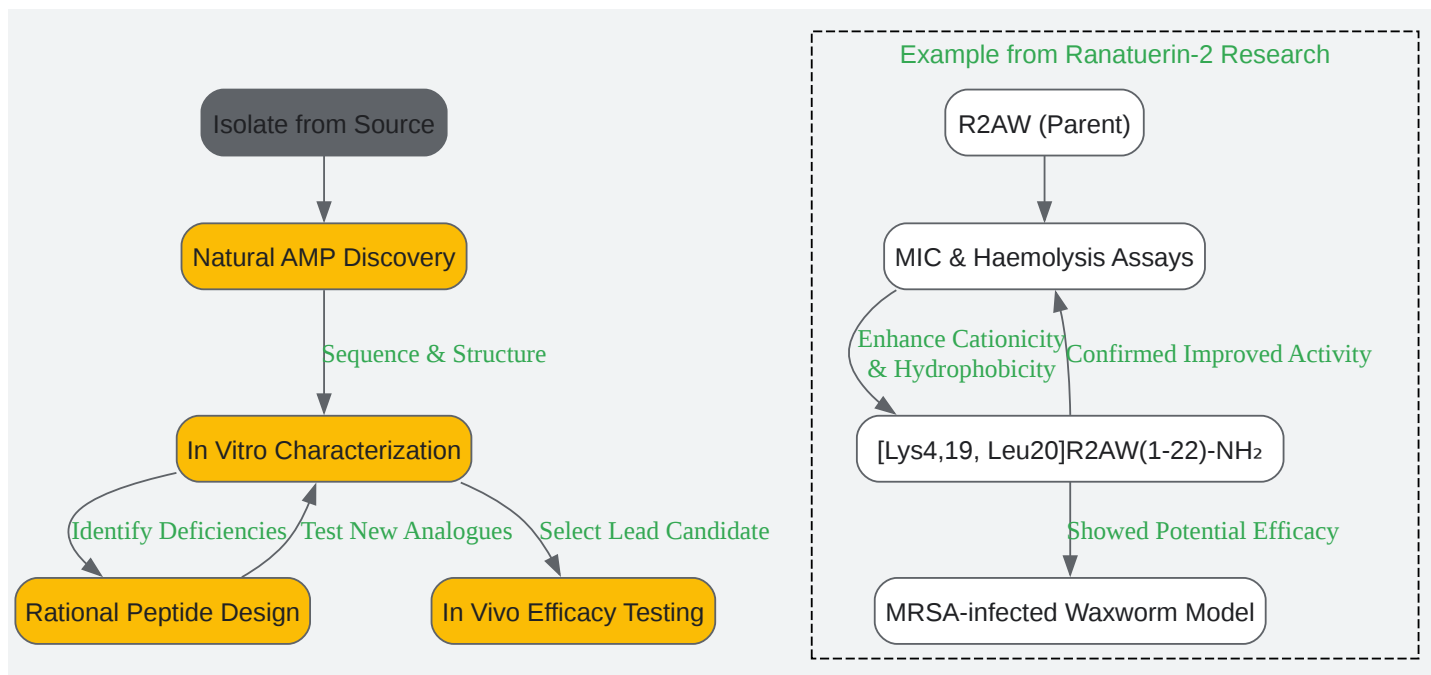 Isolate from Source
Natural AMP Discovery
Sequence & Structure
In Vitro Characterization
Identify Deficiencies
Test New Analogues
Select Lead Candidate
Rational Peptide Design
In Vivo Efficacy Testing
Example from Ranatuerin-2 Research
R2AW (Parent)
MIC & Haemolysis Assays
Enhance Cationicity
& Hydrophobicity
Confirmed Improved Activity
[Lys4,19, Leu20]R2AW(1-22)-NH₂
Showed Potential Efficacy
MRSA-infected Waxworm Model